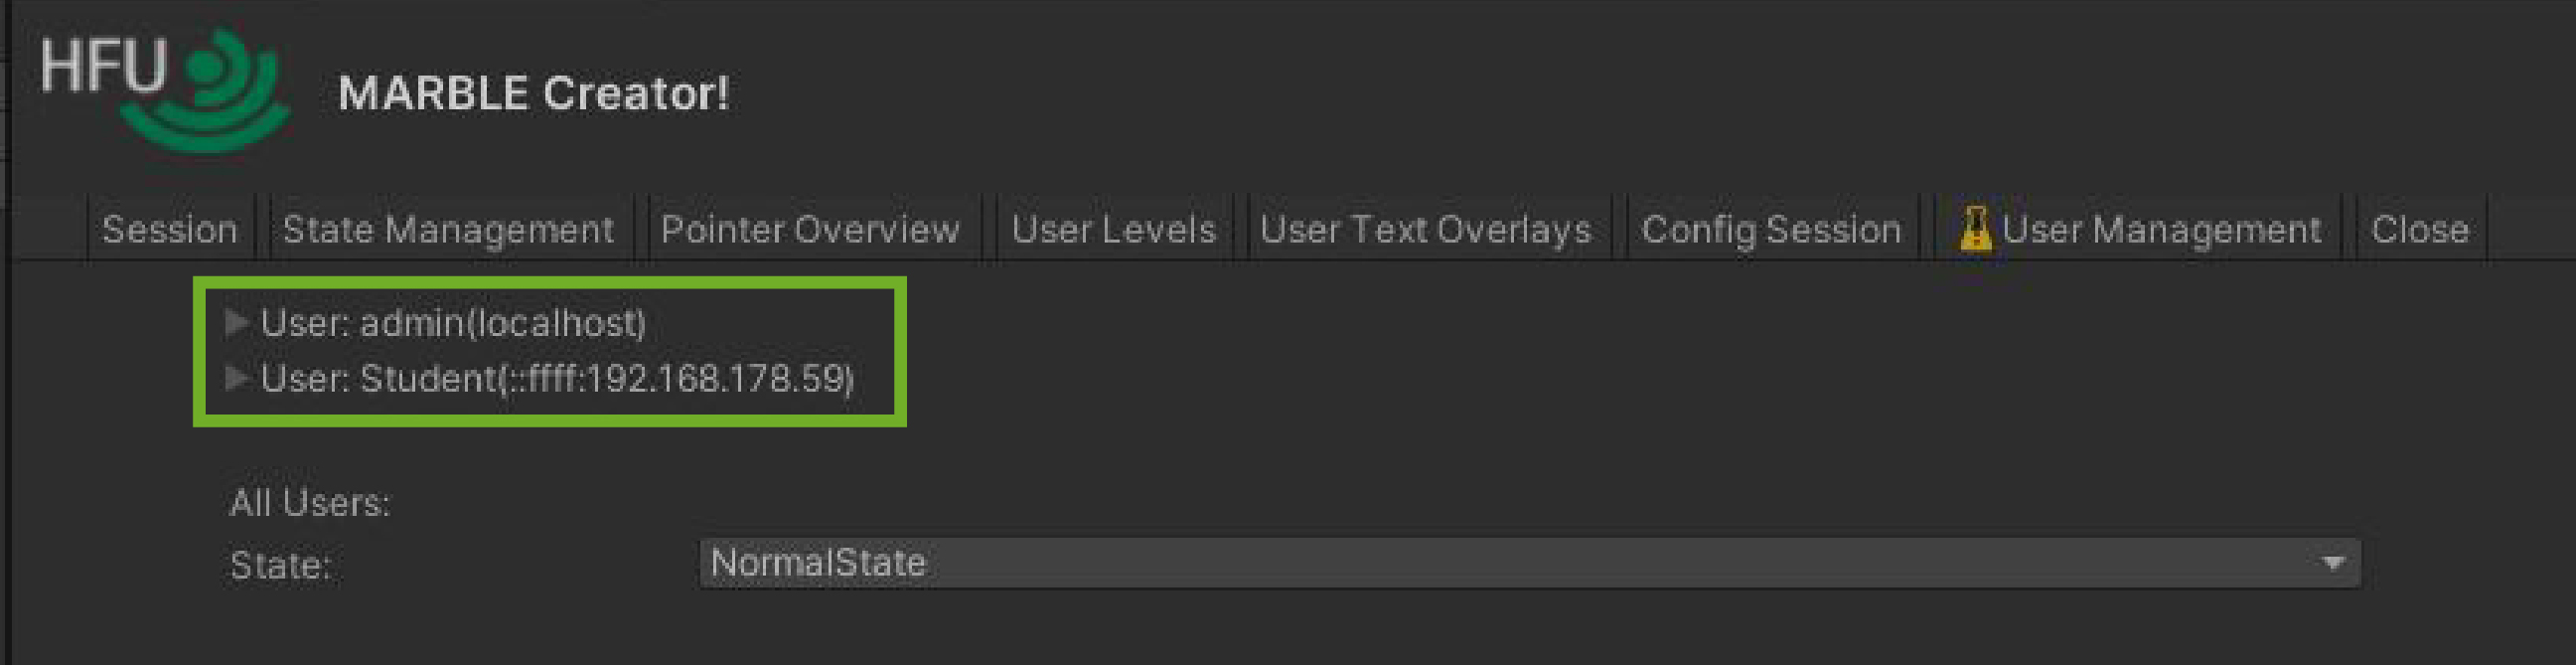 HFU
MARBLE Creator!
Session State Management Pointer Overview User Levels User Text Overlays Config Session User Management Close
User: admin(localhost)
User: Student(::ffff:192.168.178.59)
All Users:
State: NormalState